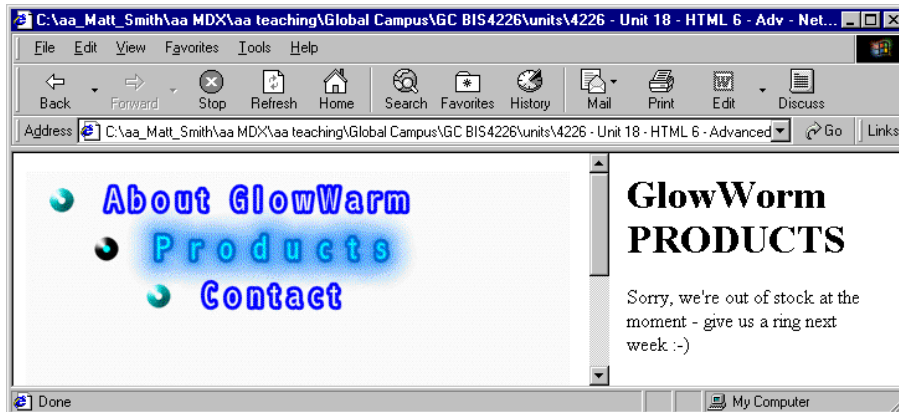 C:\aa_Matt_Smith\aa MDX\aa teaching\Global Campus\GC BIS4226\units\4226 - Unit 18 - HTML 6 - Adv - Net...
File Edit View Favorites Tools Help
Back Forward Stop Refresh Home Search Favorites History Mail Print Edit Discuss
Address C:\aa_Matt_Smith\aa MDX\aa teaching\Global Campus\GC BIS4226\units\4226 - Unit 18 - HTML 6 - Advanced Go Links
About GlowWarm
Products
Contact
GlowWorm
PRODUCTS
Sorry, we're out of stock at the
moment - give us a ring next
week :-)
Done My Computer